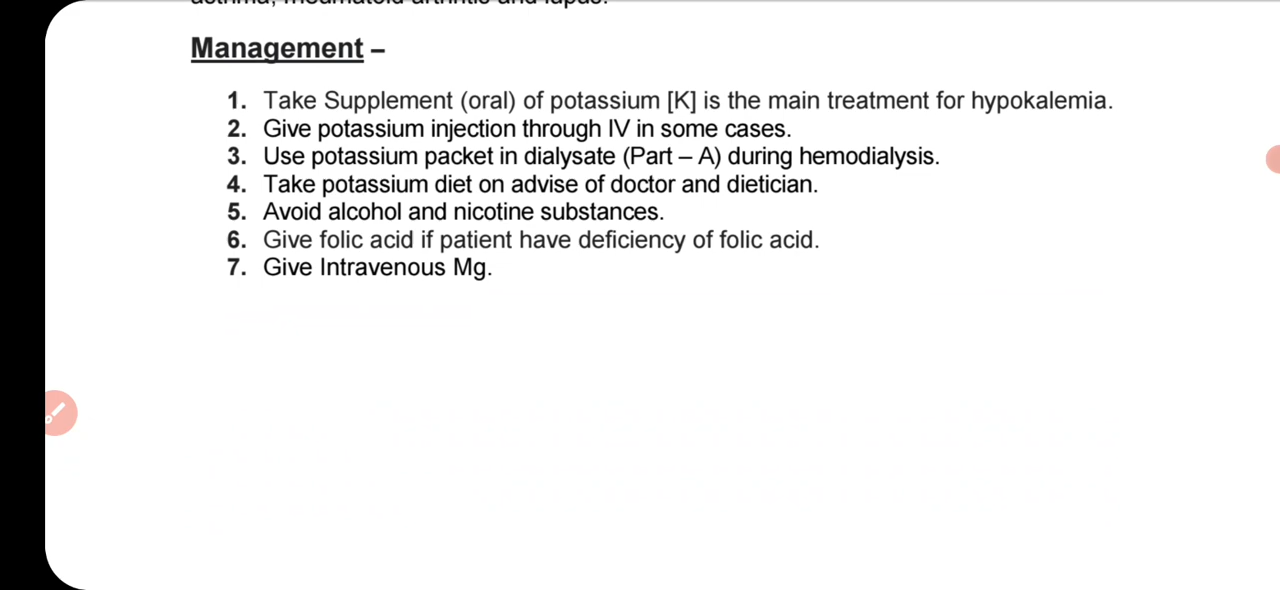 Management –
1. Take Supplement (oral) of potassium [K] is the main treatment for hypokalemia.
2. Give potassium injection through IV in some cases.
3. Use potassium packet in dialysate (Part – A) during hemodialysis.
4. Take potassium diet on advise of doctor and dietician.
5. Avoid alcohol and nicotine substances.
6. Give folic acid if patient have deficiency of folic acid.
7. Give Intravenous Mg.